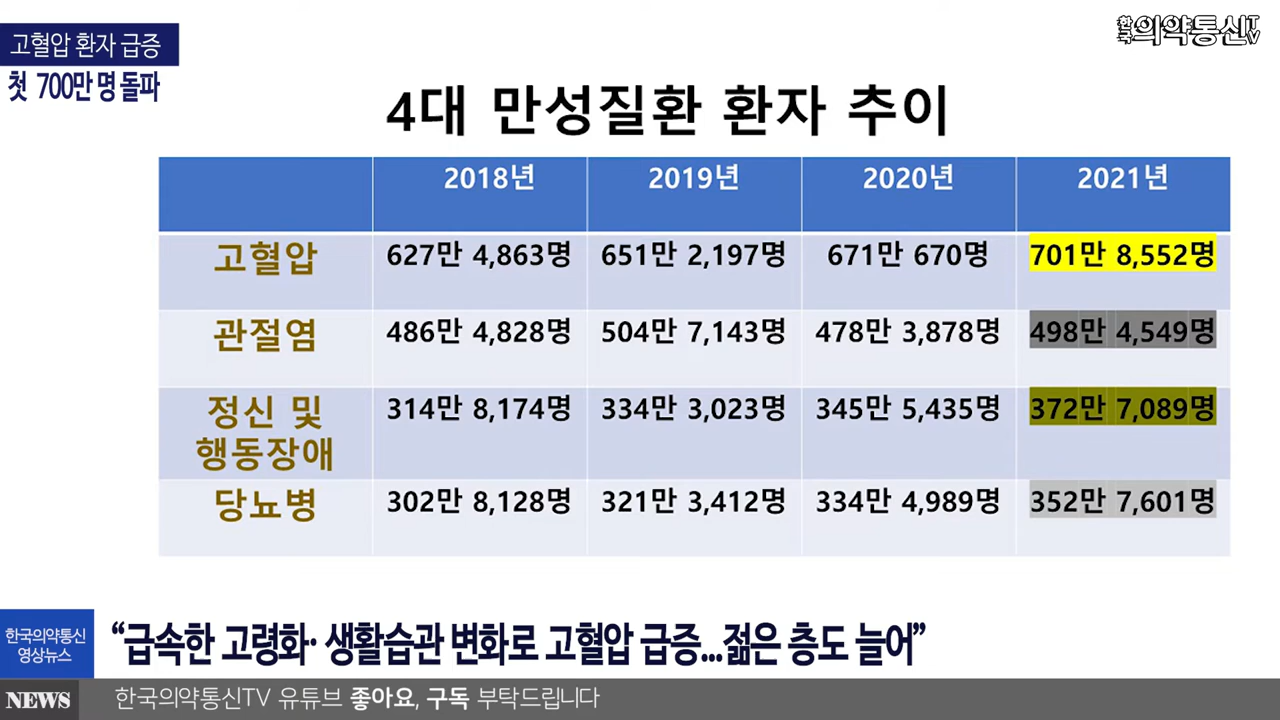 고혈압 환자 급증
첫 700만 명 돌파
한국의약통신TV
4대 만성질환 환자 추이
2018년 2019년 2020년 2021년
고혈압 627만 4,863명 651만 2,197명 671만 670명 701만 8,552명
관절염 486만 4,828명 504만 7,143명 478만 3,878명 498만 4,549명
정신 및
행동장애 314만 8,174명 334만 3,023명 345만 5,435명 372만 7,089명
당뇨병 302만 8,128명 321만 3,412명 334만 4,989명 352만 7,601명
한국의약통신
영상뉴스
“급속한 고령화· 생활습관 변화로 고혈압 급증...젊은 층도 늘어”
NEWS 한국의약통신TV 유튜브 좋아요, 구독 부탁드립니다